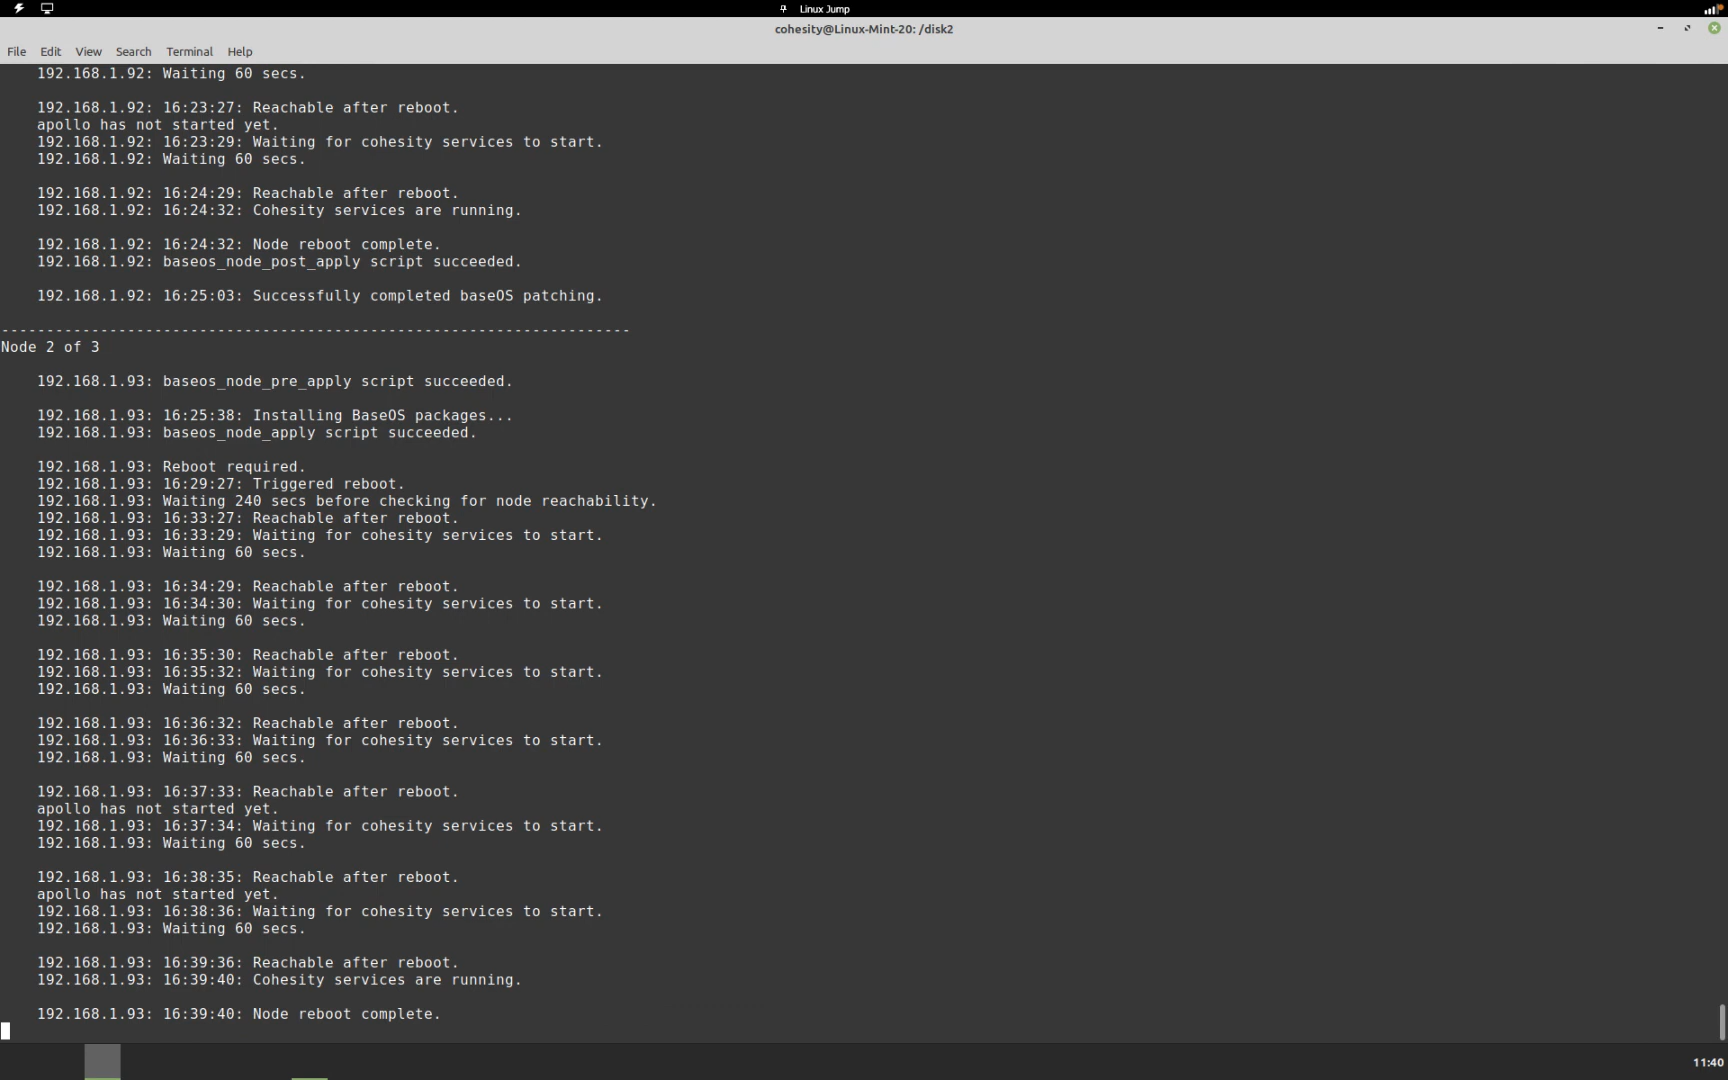 Linux Jump
cohesity@Linux-Mint-20: /disk2
File Edit View Search Terminal Help
192.168.1.92: Waiting 60 secs.
192.168.1.92: 16:23:27: Reachable after reboot.
apollo has not started yet.
192.168.1.92: 16:23:29: Waiting for cohesity services to start.
192.168.1.92: Waiting 60 secs.
192.168.1.92: 16:24:29: Reachable after reboot.
192.168.1.92: 16:24:32: Cohesity services are running.
192.168.1.92: 16:24:32: Node reboot complete.
192.168.1.92: baseos_node_post_apply script succeeded.
192.168.1.92: 16:25:03: Successfully completed baseOS patching.
----------------------------------------------------------------------
Node 2 of 3
192.168.1.93: baseos_node_pre_apply script succeeded.
192.168.1.93: 16:25:38: Installing BaseOS packages...
192.168.1.93: baseos_node_apply script succeeded.
192.168.1.93: Reboot required.
192.168.1.93: 16:29:27: Triggered reboot.
192.168.1.93: Waiting 240 secs before checking for node reachability.
192.168.1.93: 16:33:27: Reachable after reboot.
192.168.1.93: 16:33:29: Waiting for cohesity services to start.
192.168.1.93: Waiting 60 secs.
192.168.1.93: 16:34:29: Reachable after reboot.
192.168.1.93: 16:34:30: Waiting for cohesity services to start.
192.168.1.93: Waiting 60 secs.
192.168.1.93: 16:35:30: Reachable after reboot.
192.168.1.93: 16:35:32: Waiting for cohesity services to start.
192.168.1.93: Waiting 60 secs.
192.168.1.93: 16:36:32: Reachable after reboot.
192.168.1.93: 16:36:33: Waiting for cohesity services to start.
192.168.1.93: Waiting 60 secs.
192.168.1.93: 16:37:33: Reachable after reboot.
apollo has not started yet.
192.168.1.93: 16:37:34: Waiting for cohesity services to start.
192.168.1.93: Waiting 60 secs.
192.168.1.93: 16:38:35: Reachable after reboot.
apollo has not started yet.
192.168.1.93: 16:38:36: Waiting for cohesity services to start.
192.168.1.93: Waiting 60 secs.
192.168.1.93: 16:39:36: Reachable after reboot.
192.168.1.93: 16:39:40: Cohesity services are running.
192.168.1.93: 16:39:40: Node reboot complete.
11:40